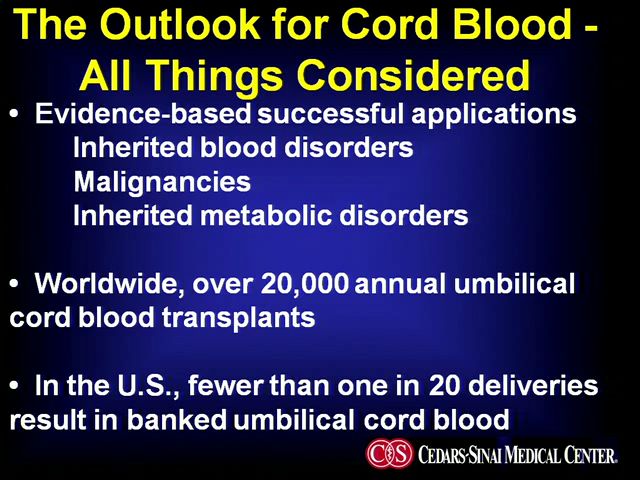 The Outlook for Cord Blood -
All Things Considered
• Evidence-based successful applications
Inherited blood disorders
Malignancies
Inherited metabolic disorders
• Worldwide, over 20,000 annual umbilical
cord blood transplants
• In the U.S., fewer than one in 20 deliveries
result in banked umbilical cord blood
CS CEDARS-SINAI MEDICAL CENTER®